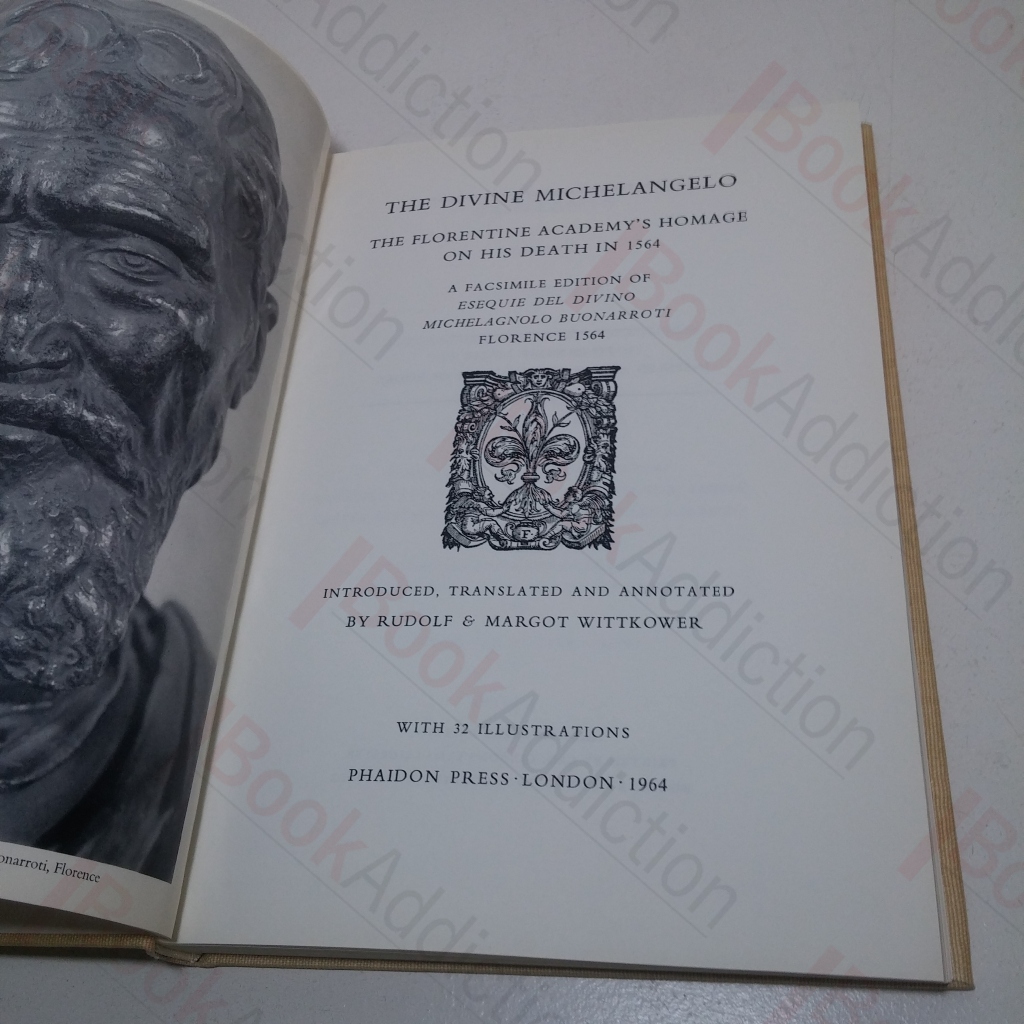 THE DIVINE MICHELANGELO
THE FLORENTINE ACADEMY'S HOMAGE
ON HIS DEATH IN 1564
A FACSIMILE EDITION OF
ESEQUIE DEL DIVINO
MICHELAGNOLO BUONARROTI
FLORENCE 1564
F
INTRODUCED, TRANSLATED AND ANNOTATED
BY RUDOLF & MARGOT WITTKOWER
WITH 32 ILLUSTRATIONS
PHAIDON PRESS · LONDON · 1964
onarroti, Florence
BookAddiction